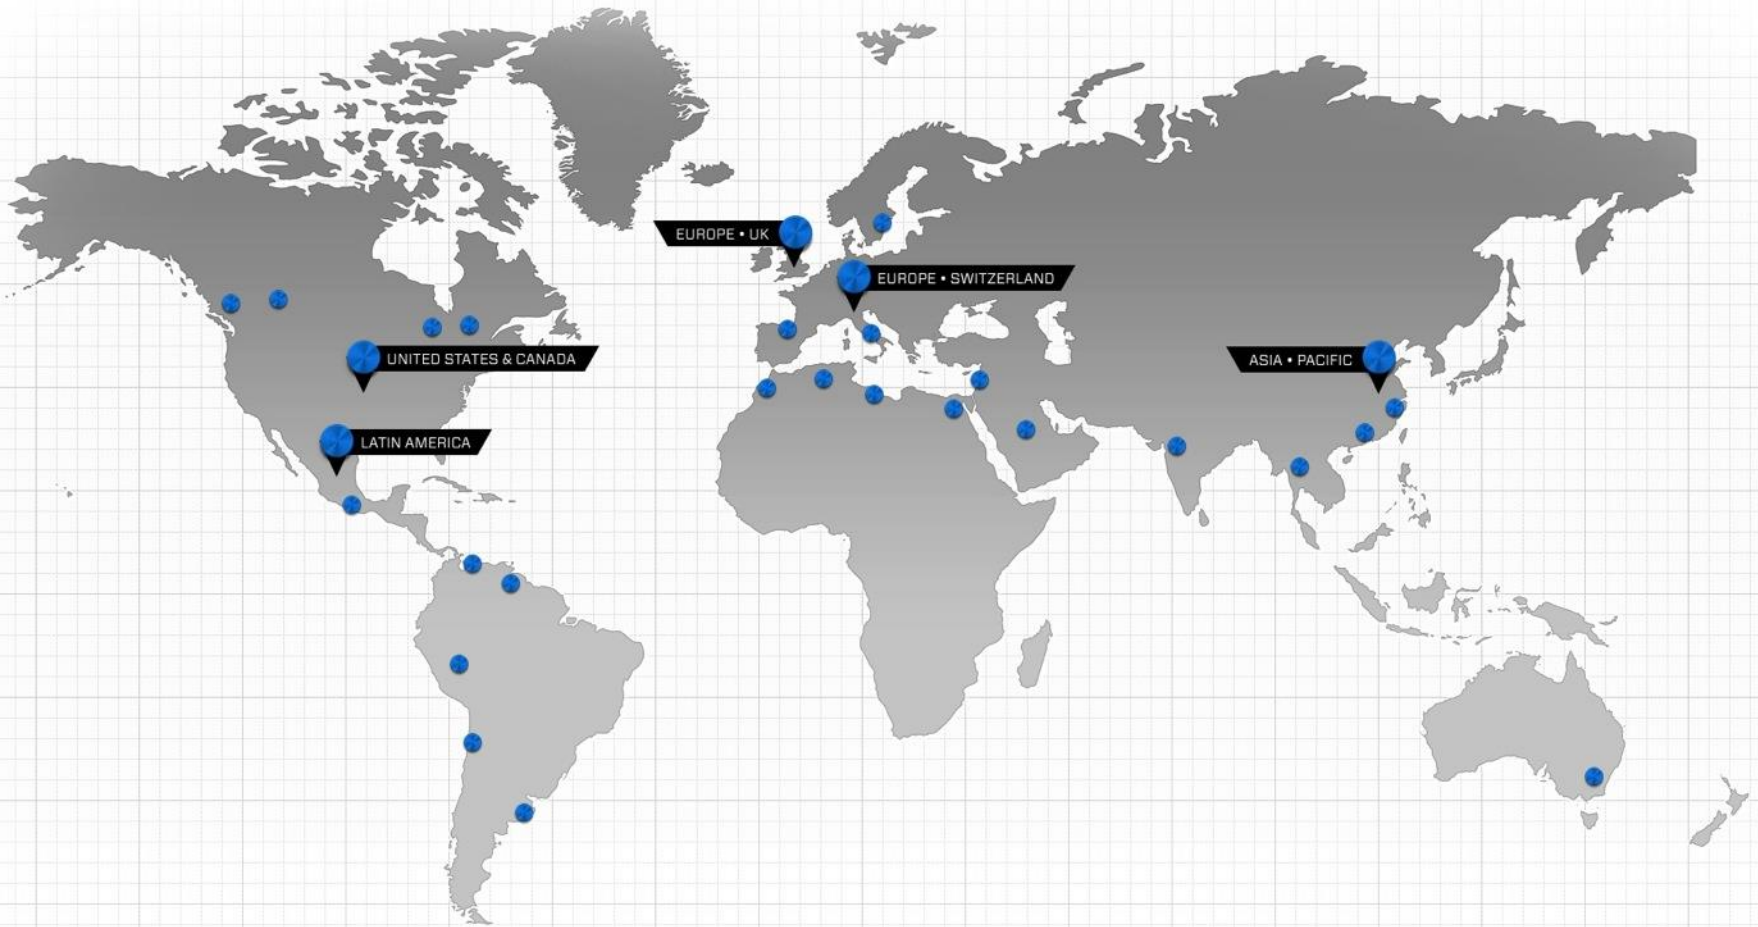 EUROPE • UK
EUROPE • SWITZERLAND
UNITED STATES & CANADA
ASIA • PACIFIC
LATIN AMERICA